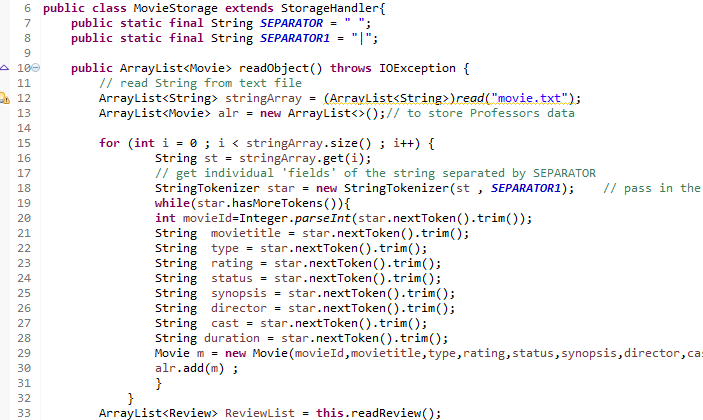 6 public class MovieStorage extends StorageHandler{
7 public static final String SEPARATOR = " ";
8 public static final String SEPARATOR1 = "|";
9
10 public ArrayList<Movie> readObject() throws IOException {
11 // read String from text file
12 ArrayList<String> stringArray = (ArrayList<String>)read("movie.txt");
13 ArrayList<Movie> alr = new ArrayList<>();// to store Professors data
14
15 for (int i = 0 ; i < stringArray.size() ; i++) {
16 String st = stringArray.get(i);
17 // get individual 'fields' of the string separated by SEPARATOR
18 StringTokenizer star = new StringTokenizer(st , SEPARATOR1); // pass in the
19 while(star.hasMoreTokens()){
20 int movieId=Integer.parseInt(star.nextToken().trim());
21 String movietitle = star.nextToken().trim();
22 String type = star.nextToken().trim();
23 String rating = star.nextToken().trim();
24 String status = star.nextToken().trim();
25 String synopsis = star.nextToken().trim();
26 String director = star.nextToken().trim();
27 String cast = star.nextToken().trim();
28 String duration = star.nextToken().trim();
29 Movie m = new Movie(movieId,movietitle,type,rating,status,synopsis,director,ca
30 alr.add(m) ;
31 }
32 }
33 ArrayList<Review> ReviewList = this.readReview();